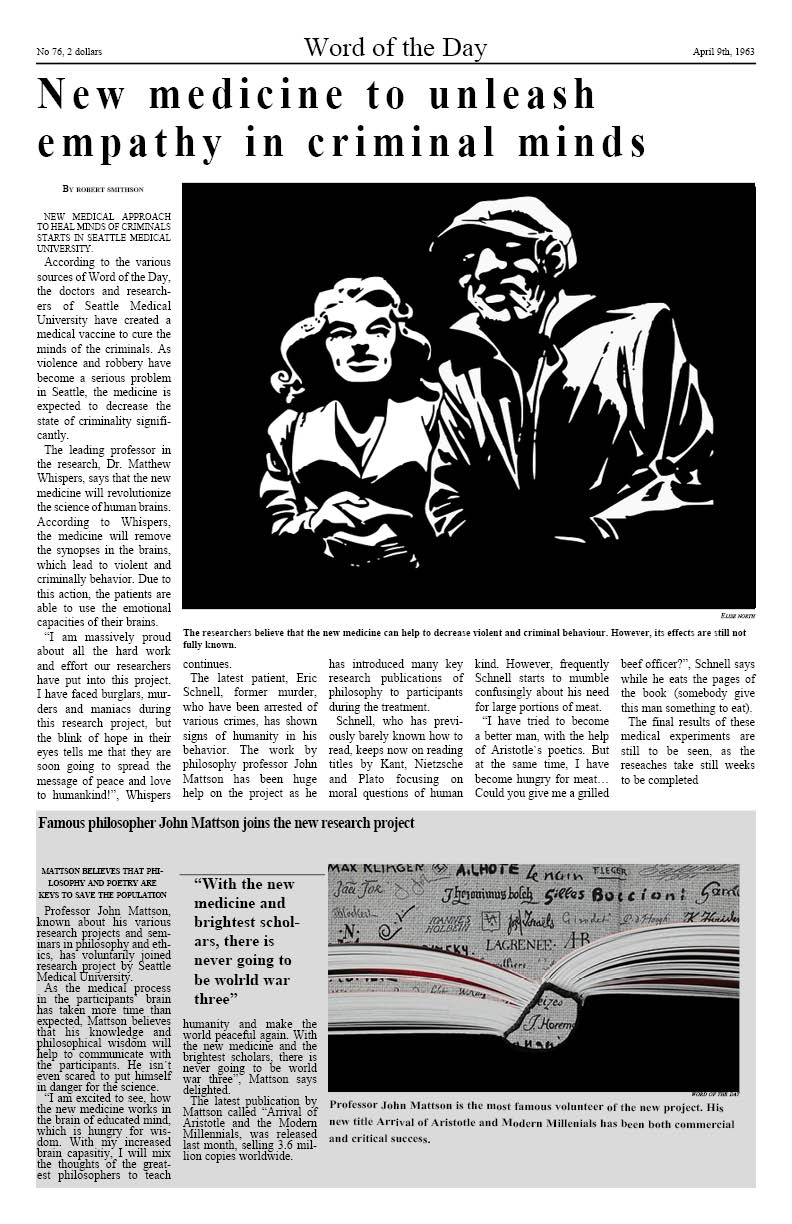 No 76, 2 dollars
Word of the Day
April 9th, 1963
New medicine to unleash
empathy in criminal minds
By robert smithson
NEW MEDICAL APPROACH
TO HEAL MINDS OF CRIMINALS
STARTS IN SEATTLE MEDICAL
UNIVERSITY.
According to the various
sources of Word of the Day,
the doctors and research-
ers of Seattle Medical
University have created a
medical vaccine to cure the
minds of the criminals. As
violence and robbery have
become a serious problem
in Seattle, the medicine is
expected to decrease the
state of criminality signifi-
cantly.
The leading professor in
the research, Dr. Matthew
Whispers, says that the new
medicine will revolutionize
the science of human brains.
According to Whispers,
the medicine will remove
the synopses in the brains,
which lead to violent and
criminally behavior. Due to
this action, the patients are
able to use the emotional
capacities of their brains.
“I am massively proud
about all the hard work
and effort our researchers
have put into this project.
I have faced burglars, mur-
ders and maniacs during
this research project, but
the blink of hope in their
eyes tell me that they are
soon going to spread the
message of peace and love
to humankind!”, Whispers
Elise north
The researchers believe that the new medicine can help to decrease violent and criminal behaviour. However, its effects are still not
fully known.
continues.
The latest patient, Eric
Schnell, former murder,
who have been arrested of
various crimes, has shown
signs of humanity in his
behavior. The work by
philosophy professor John
Mattson has been huge
help on the project as he
has introduced many key
research publications of
philosophy to participants
during the treatment.
Schnell, who has previ-
ously barely known how to
read, keeps now on reading
titles by Kant, Nietzsche
and Plato focusing on
moral questions of human
kind. However, frequently
Schnell starts to mumble
confusingly about his need
for large portions of meat.
“I have tried to become
a better man, with the help
of Aristotle`s poetics. But
at the same time, I have
become hungry for meat…
Could you give me a grilled
beef officer?”, Schnell says
while he eats the pages of
the book (somebody give
this man something to eat).
The final results of these
medical experiments are
still to be seen, as the
reseaches take still weeks
to be completed
Famous philosopher John Mattson joins the new research project
MATTSON BELIEVES THAT PHI-
LOSOPHY AND POETRY ARE
KEYS TO SAVE THE POPULATION
Professor John Mattson,
known about his various
research projects and sem-
inars in philosophy and eth-
ics, has voluntarily joined
research project by Seattle
Medical University.
As the medical process
in the participants’ brain
has taken more time than
expected, Mattson believes
that his knowledge and
philosophical wisdom will
help to communicate with
the participants. He isn´t
even scared to put himself
in danger for the science.
“I am excited to see, how
the new medicine works in
the brain of educated mind,
which is hungry for wis-
dom. With my increased
brain capasitiy, I will mix
the thoughts of the great-
est philosophers to teach
“With the new
medicine and
brightest schol-
ars, there is
never going to
be wolrld war
three”
humanity and make the
world peaceful again. With
the new medicine and the
brightest scholars, there is
never going to be world
war three”, Mattson says
delighted.
The latest publication by
Mattson called “Arrival of
Aristotle and the Modern
Millennials, was released
last month, selling 3.6 mil-
lion copies worldwide.
MAX KLINGER
AiLHOTE
Le nain
F.LEGER
Jheronimus bosch
Gilles
Boccioni
HANNES
HOLBEIN
Jof Israels
LAGRENEE
J. Horem
WORD OF THE DAY
Professor John Mattson is the most famous volunteer of the new project. His
new title Arrival of Aristotle and Modern Millenials has been both commercial
and critical success.